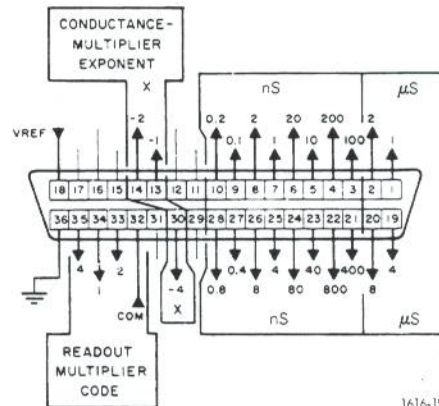 CONDUCTANCE-
MULTIPLIER
EXPONENT
X
nS
μS
-2
-1
0.2
0.1
2
1
20
10
200
100
2
1
VREF
18 17 16 15 14 13 12 11 10 9 8 7 6 5 4 3 2 1
36 35 34 33 32 31 30 29 28 27 26 25 24 23 22 21 20 19
4
1
2
COM
-4
X
0.8
0.4
8
4
80
40
800
400
8
4
nS
μS
READOUT
MULTIPLIER
CODE